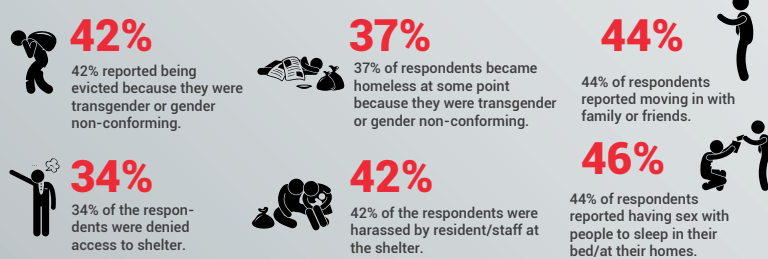 42%
42% reported being
evicted because they were
transgender or gender
non-conforming.
37%
37% of respondents became
homeless at some point
because they were transgender
or gender non-conforming.
44%
44% of respondents
reported moving in with
family or friends.
34%
34% of the respon-
dents were denied
access to shelter.
42%
42% of the respondents were
harassed by resident/staff at
the shelter.
46%
44% of respondents
reported having sex with
people to sleep in their
bed/at their homes.